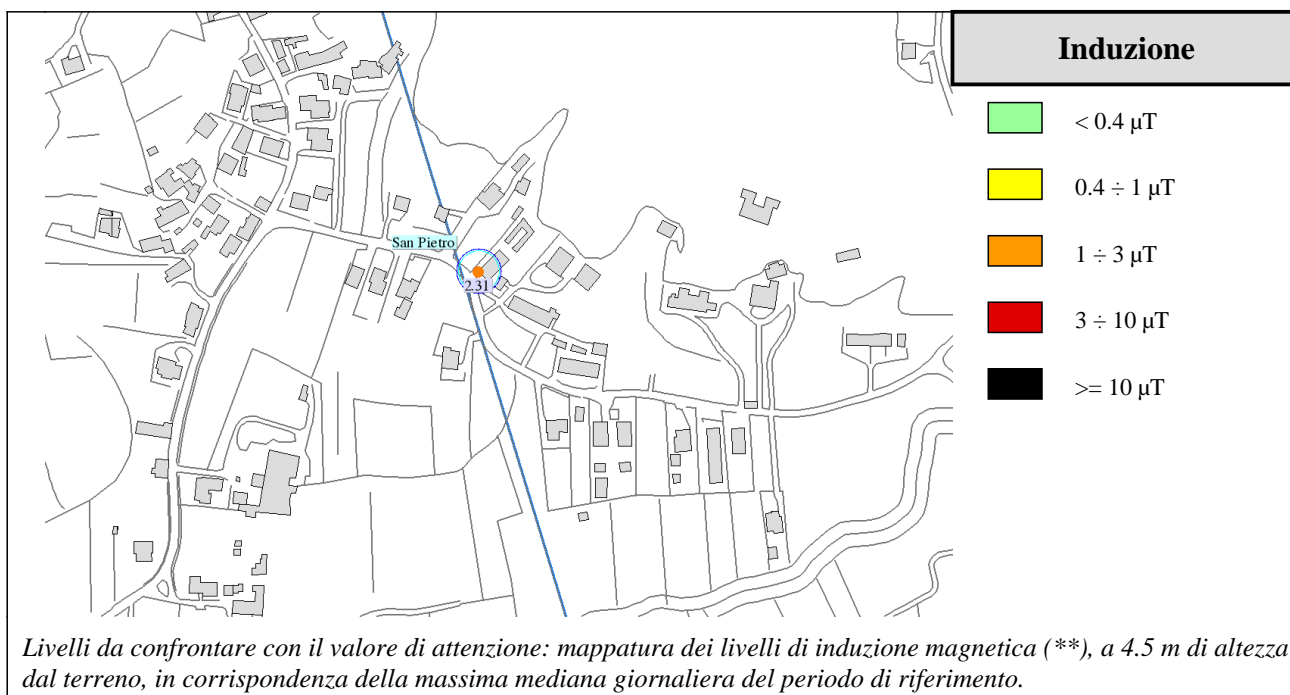 Induzione
< 0.4 µT
0.4 ÷ 1 µT
1 ÷ 3 µT
3 ÷ 10 µT
>= 10 µT
San Pietro
2.31
Livelli da confrontare con il valore di attenzione: mappatura dei livelli di induzione magnetica (**), a 4.5 m di altezza
dal terreno, in corrispondenza della massima mediana giornaliera del periodo di riferimento.